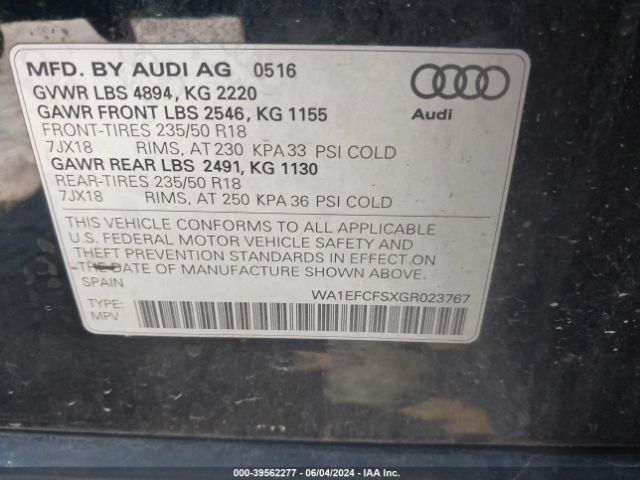 MFD. BY AUDI AG 0516
GVWR LBS 4894, KG 2220
GAWR FRONT LBS 2546, KG 1155
FRONT-TIRES 235/50 R18
7JX18 RIMS, AT 230 KPA 33 PSI COLD
GAWR REAR LBS 2491, KG 1130
REAR-TIRES 235/50 R18
7JX18 RIMS, AT 250 KPA 36 PSI COLD
Audi
THIS VEHICLE CONFORMS TO ALL APPLICABLE
U.S. FEDERAL MOTOR VEHICLE SAFETY AND
THEFT PREVENTION STANDARDS IN EFFECT ON
THE DATE OF MANUFACTURE SHOWN ABOVE.
SPAIN
WA1EFCFSXGR023767
TYPE:
MPV
000-39562277 - 06/04/2024 - IAAI.COM